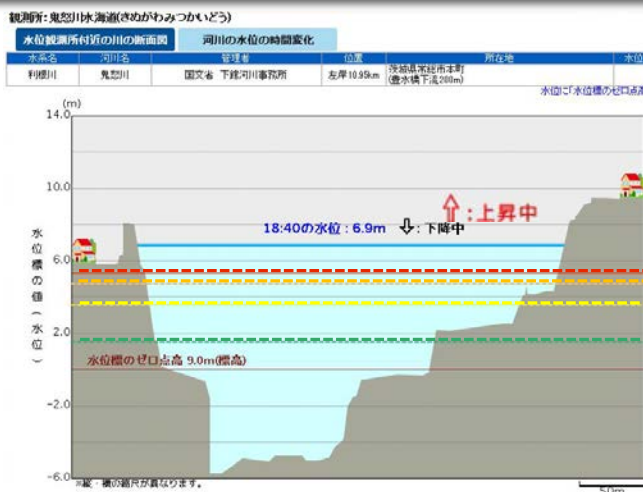 観測所：鬼怒川水海道(きぬがわみつかいどう)
水位観測所付近の川の断面図 河川の水位の時間変化
水系名 河川名 管理者 位置 所在地 水位
利根川 鬼怒川 国交省 下館河川事務所 左岸10.95km 茨城県常総市本町
(豊水橋下流200m)
水位に「水位標のゼロ点高
(m)
14.0
10.0
⇧:上昇中
18:40の水位：6.9m ⇩:下降中
6.0
水位標の値(水位)
2.0
水位標のゼロ点高 9.0m(標高)
-2.0
-6.0
※縦・横の縮尺が異なります。
50m